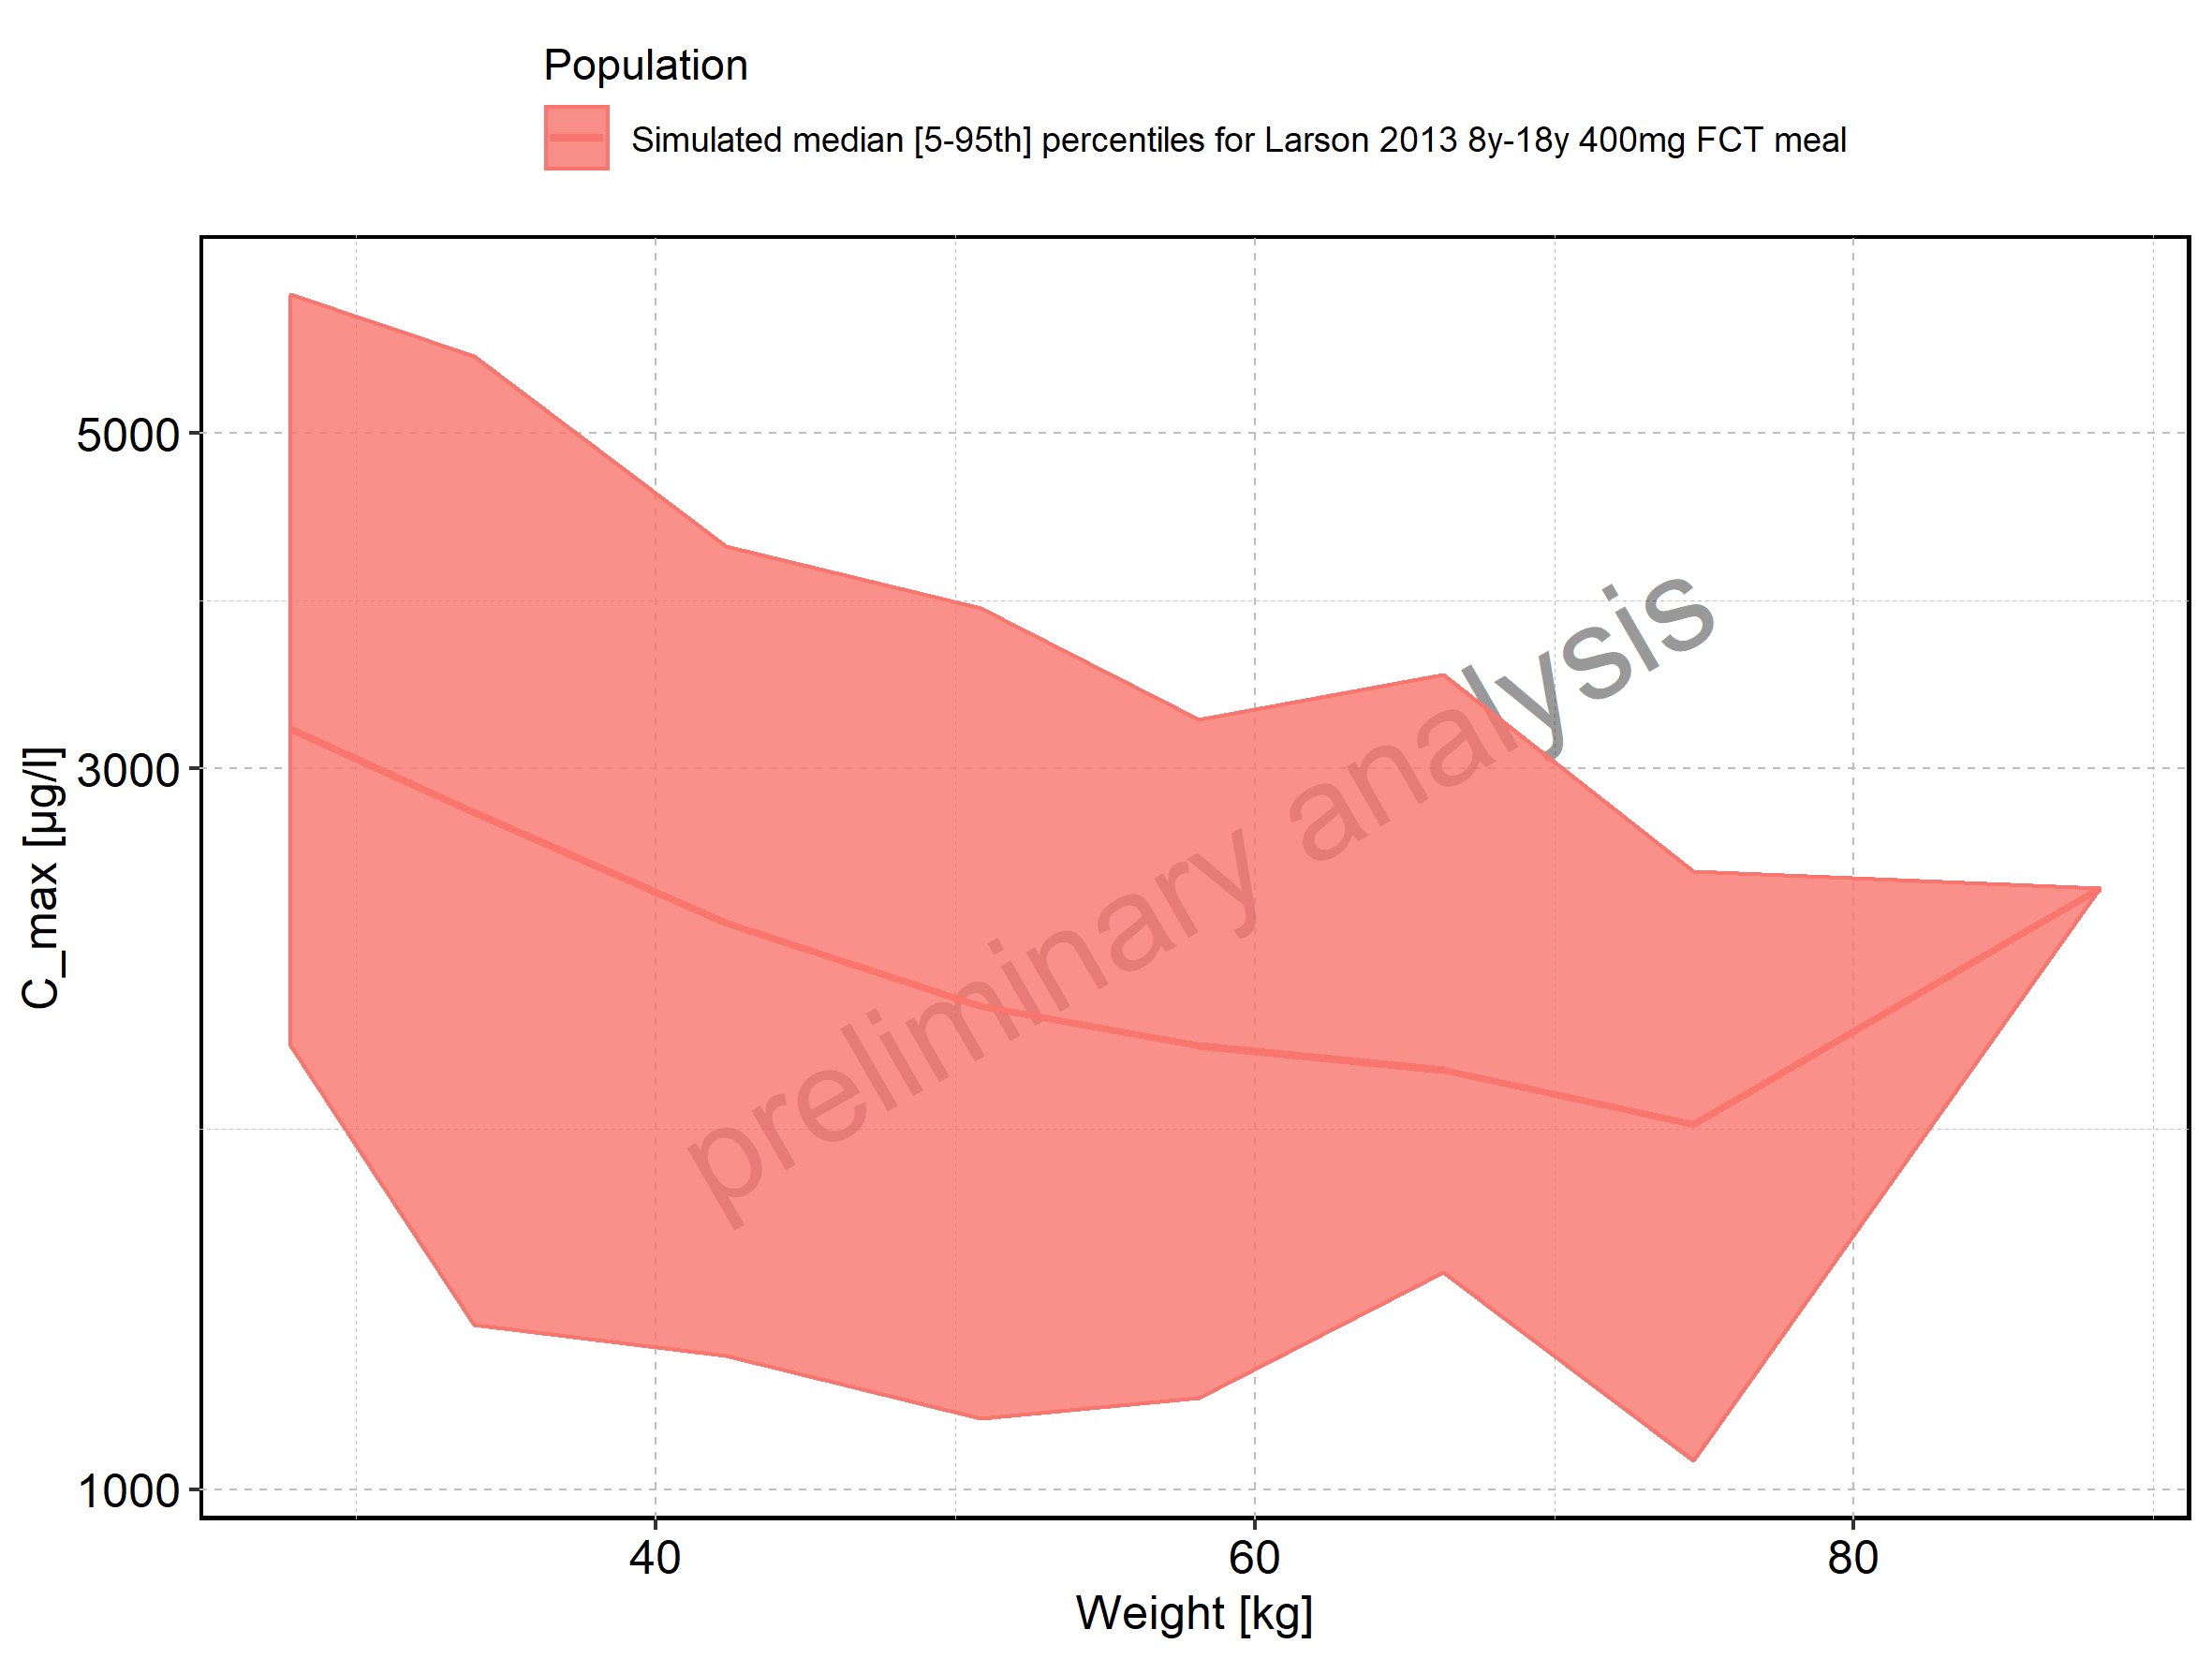 Population
Simulated median [5-95th] percentiles for Larson 2013 8y-18y 400mg FCT meal
5000
3000
1000
C_max [µg/l]
preliminary analysis
40 60 80
Weight [kg]